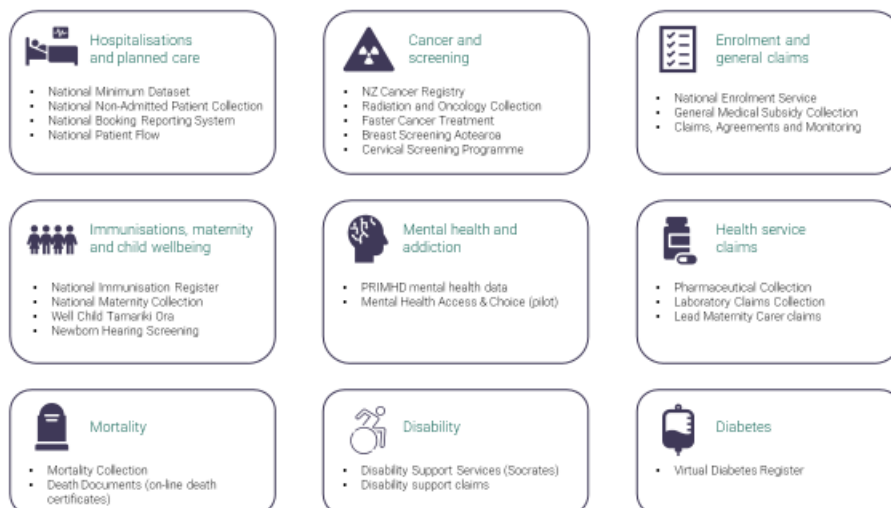 Hospitalisations
and planned care
National Minimum Dataset
National Non-Admitted Patient Collection
National Booking Reporting System
National Patient Flow
Cancer and
screening
NZ Cancer Registry
Radiation and Oncology Collection
Faster Cancer Treatment
Breast Screening Aotearoa
Cervical Screening Programme
Enrolment and
general claims
National Enrolment Service
General Medical Subsidy Collection
Claims, Agreements and Monitoring
Immunisations, maternity
and child wellbeing
National Immunisation Register
National Maternity Collection
Well Child Tamariki Ora
Newborn Hearing Screening
Mental health and
addiction
PRIMHD mental health data
Mental Health Access & Choice (pilot)
Health service
claims
Pharmaceutical Collection
Laboratory Claims Collection
Lead Maternity Carer claims
Mortality
Mortality Collection
Death Documents (on-line death
certificates)
Disability
Disability Support Services (Socrates)
Disability support claims
Diabetes
Virtual Diabetes Register